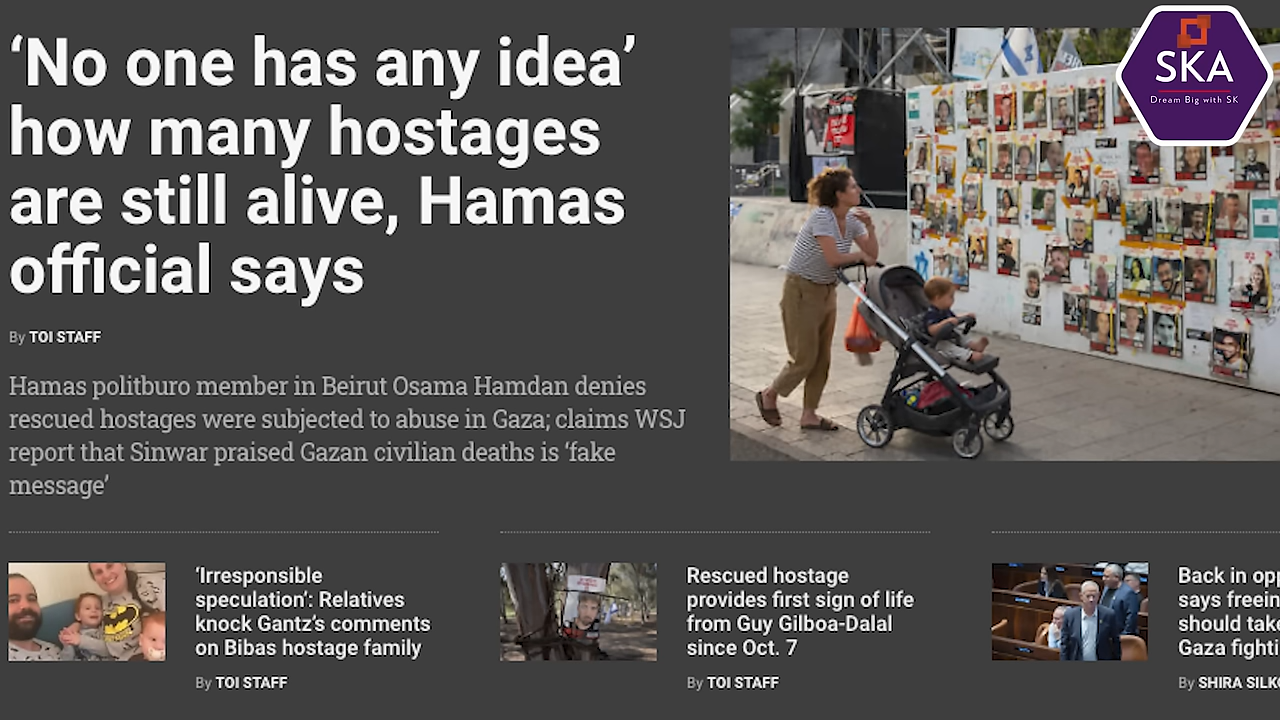 ‘No one has any idea’
how many hostages
are still alive, Hamas
official says
By TOI STAFF
Hamas politburo member in Beirut Osama Hamdan denies
rescued hostages were subjected to abuse in Gaza; claims WSJ
report that Sinwar praised Gazan civilian deaths is ‘fake
message’
SKA
Dream Big with SK
‘Irresponsible
speculation’: Relatives
knock Gantz’s comments
on Bibas hostage family
By TOI STAFF
Rescued hostage
provides first sign of life
from Guy Gilboa-Dalal
since Oct. 7
By TOI STAFF
Back in
says
should
Gaza
By SHIRA